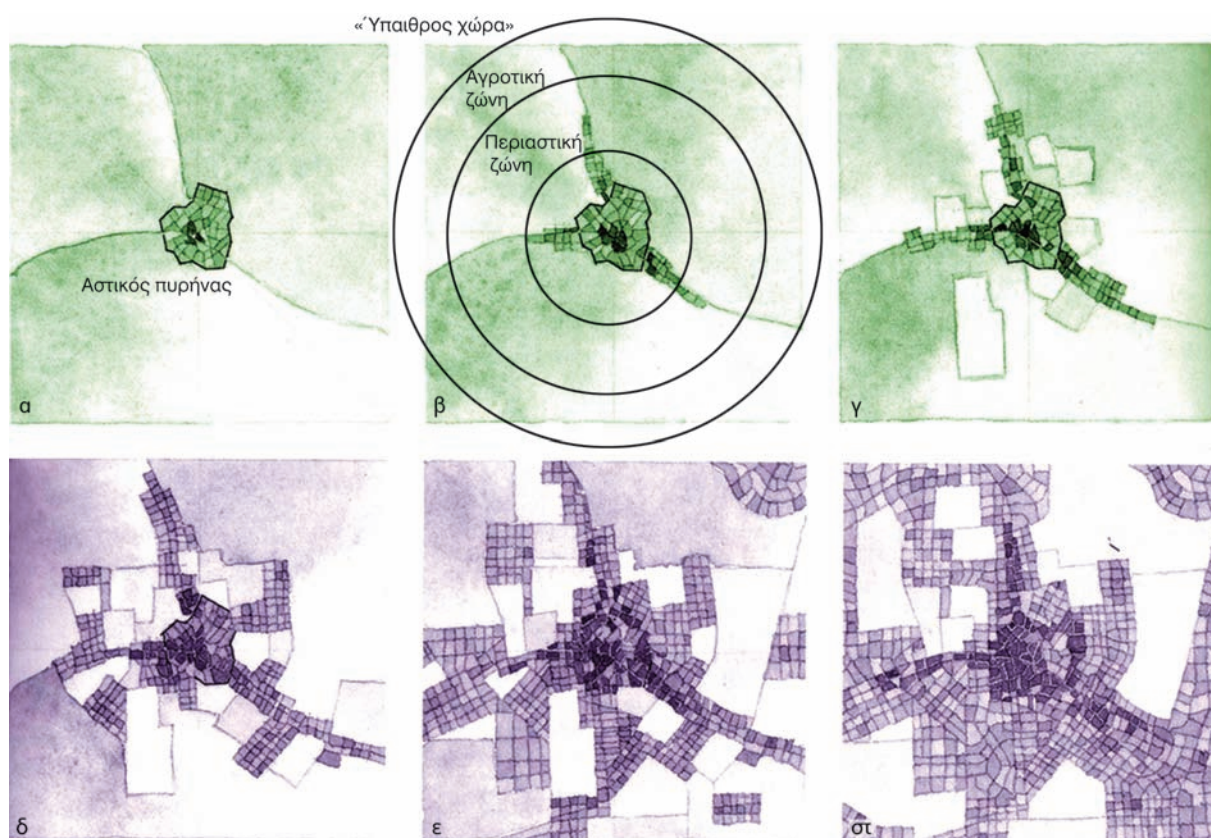 «Ύπαιθρος χώρα»
Αγροτική
ζώνη
Περιαστική
ζώνη
Αστικός πυρήνας
α
β
γ
δ
ε
στ